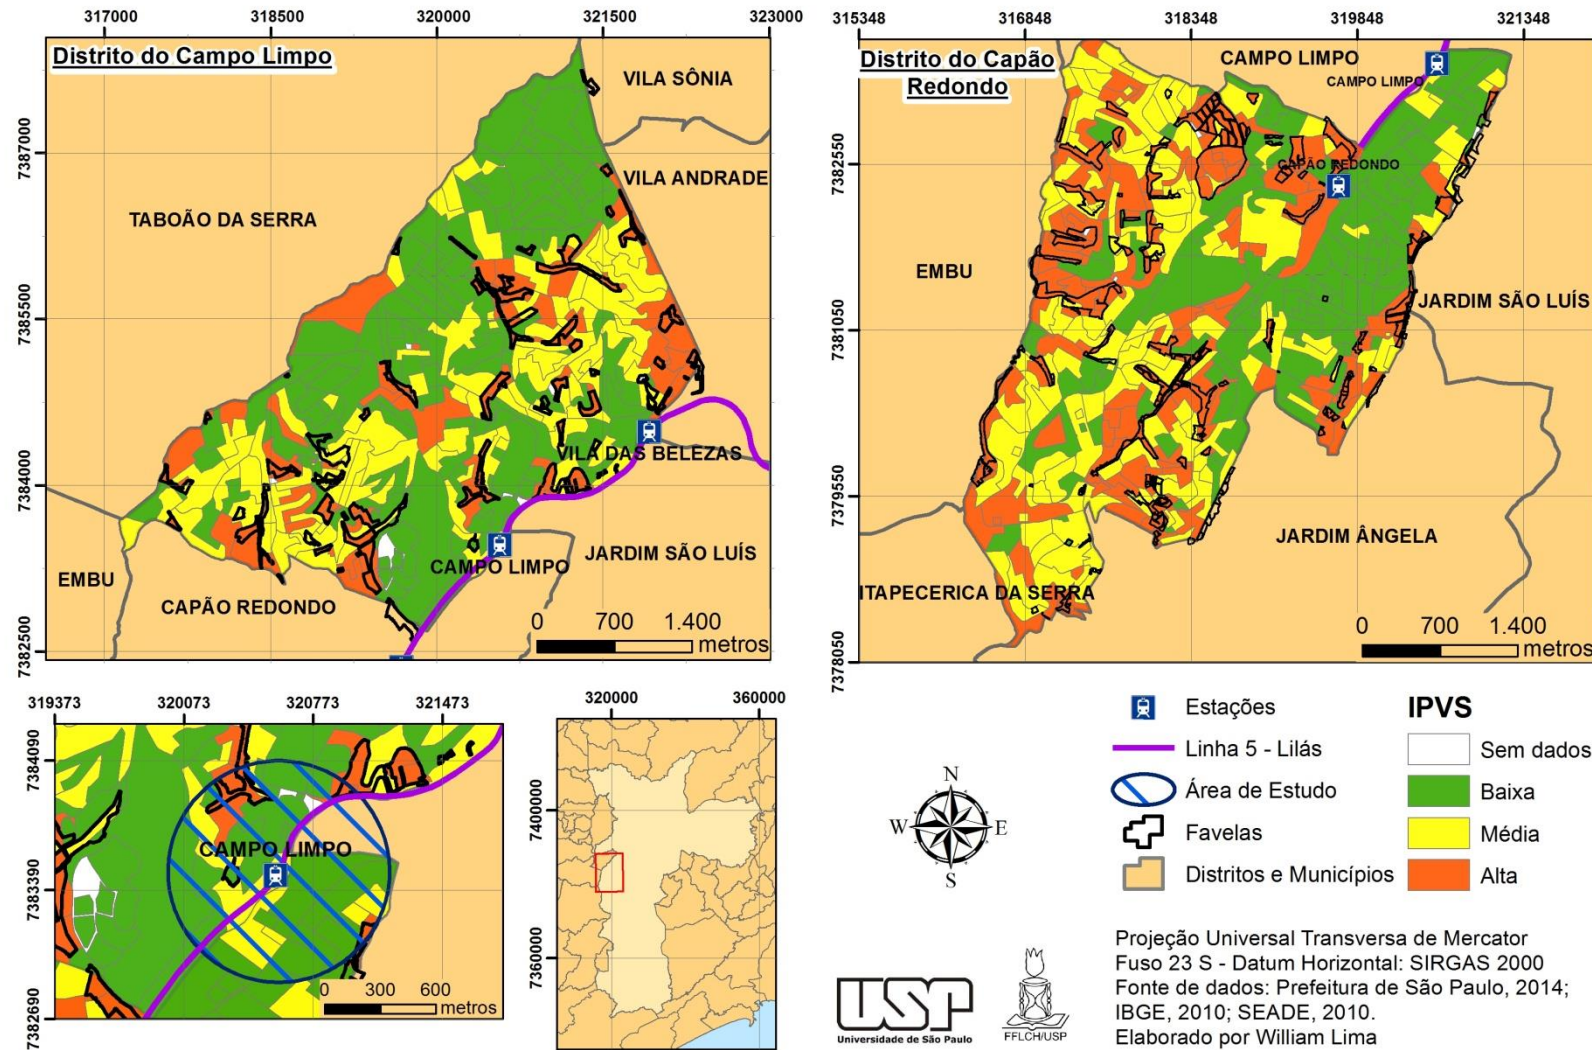 317000
318500
320000
321500
323000
Distrito do Campo Limpo
VILA SÔNIA
VILA ANDRADE
TABOÃO DA SERRA
VILA DAS BELEZAS
CAMPO LIMPO
JARDIM SÃO LUÍS
EMBU
CAPÃO REDONDO
7387000
7385500
7384000
7382500
0 700 1.400
metros
315348
316848
318348
319848
321348
Distrito do Capão
Redondo
CAMPO LIMPO
CAMPO LIMPO
CAPÃO REDONDO
EMBU
JARDIM SÃO LUÍS
JARDIM ÂNGELA
ITAPECERICA DA SERRA
7382550
7381050
7379550
7378050
0 700 1.400
metros
319373
320073
320773
321473
7384090
7383390
7382690
CAMPO LIMPO
0 300 600
metros
320000
360000
7400000
7360000
N
W E
S
Estações
Linha 5 - Lilás
Área de Estudo
Favelas
Distritos e Municípios
IPVS
Sem dados
Baixa
Média
Alta
USP
Universidade de São Paulo
FFLCH/USP
Projeção Universal Transversa de Mercator
Fuso 23 S - Datum Horizontal: SIRGAS 2000
Fonte de dados: Prefeitura de São Paulo, 2014;
IBGE, 2010; SEADE, 2010.
Elaborado por William Lima